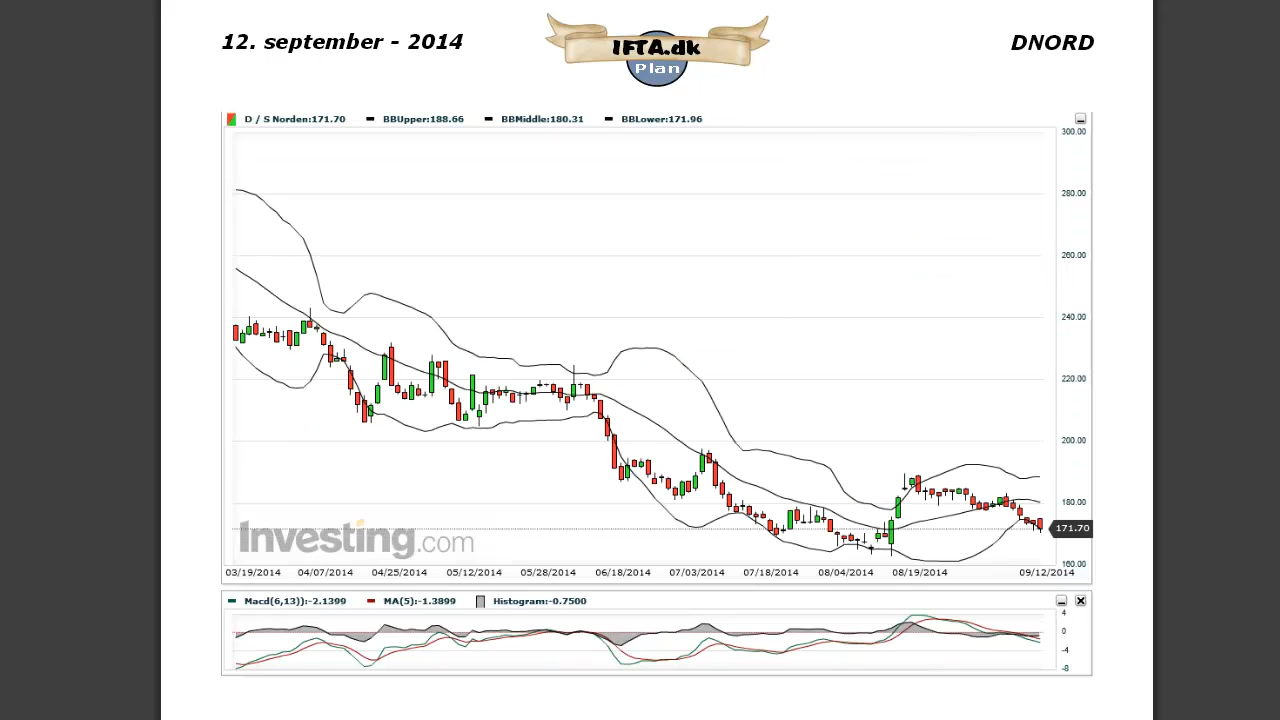 12. september - 2014
IFTA.dk
Plan
DNORD
D / S Norden:171.70 BBUpper:188.66 BBMiddle:180.31 BBLower:171.96
300.00
280.00
260.00
240.00
220.00
200.00
180.00
171.70
160.00
Investing.com
03/19/2014 04/07/2014 04/25/2014 05/12/2014 05/28/2014 06/18/2014 07/03/2014 07/18/2014 08/04/2014 08/19/2014 09/12/2014
Macd(6,13)):-2.1399 MA(5):-1.3899 Histogram:-0.7500
4
0
-4
-8